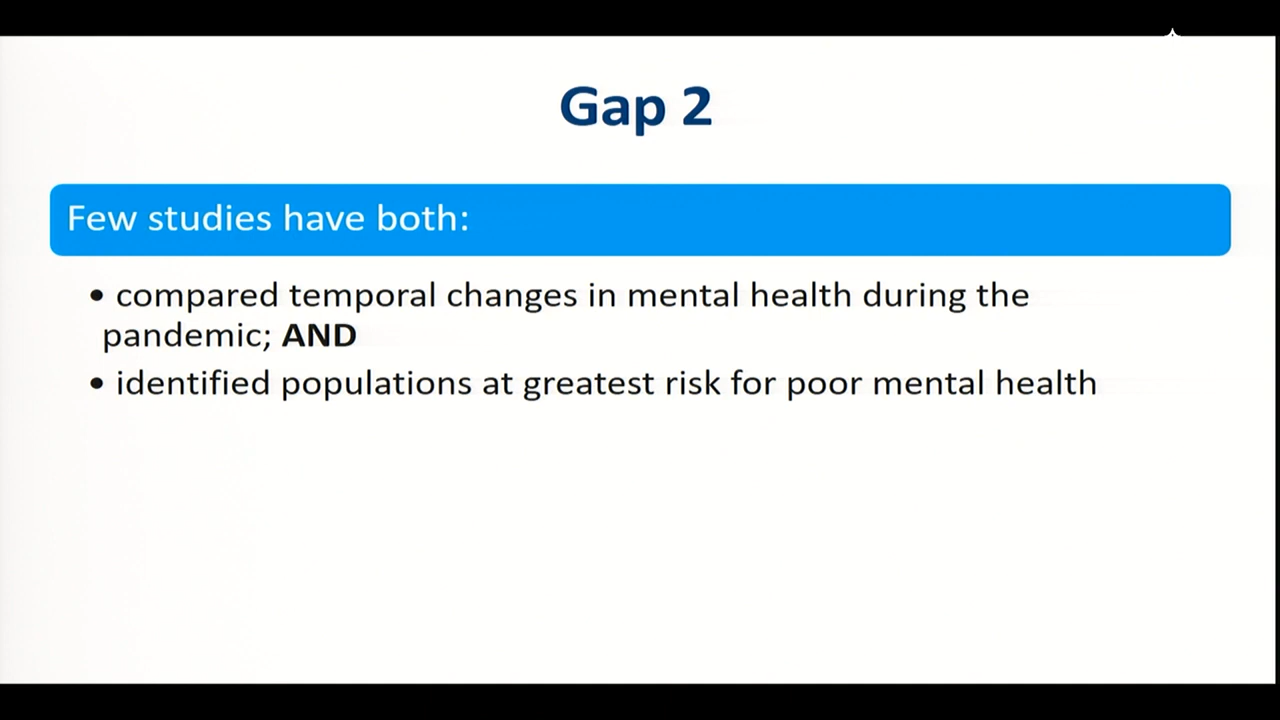 Gap 2
Few studies have both:
• compared temporal changes in mental health during the
pandemic; AND
• identified populations at greatest risk for poor mental health